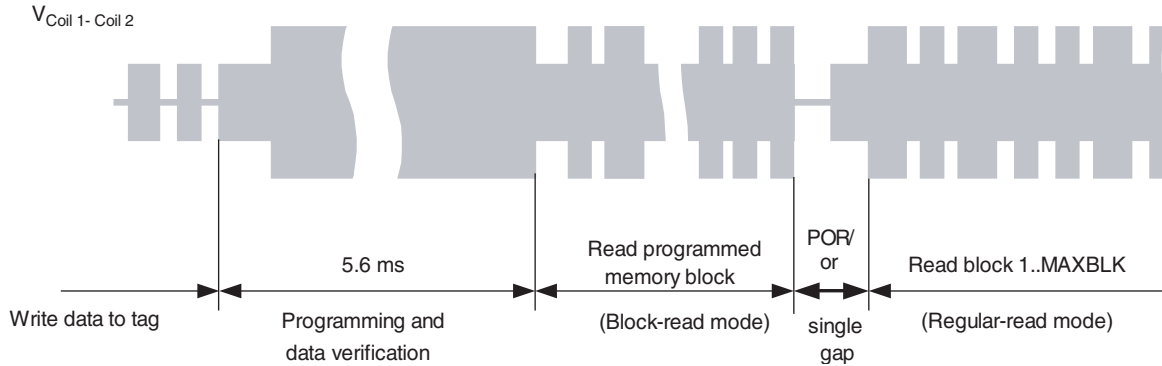 V Coil 1- Coil 2
5.6 ms
Read programmed
memory block
POR/
or
Read block 1..MAXBLK
Write data to tag
Programming and
data verification
(Block-read mode)
single
gap
(Regular-read mode)